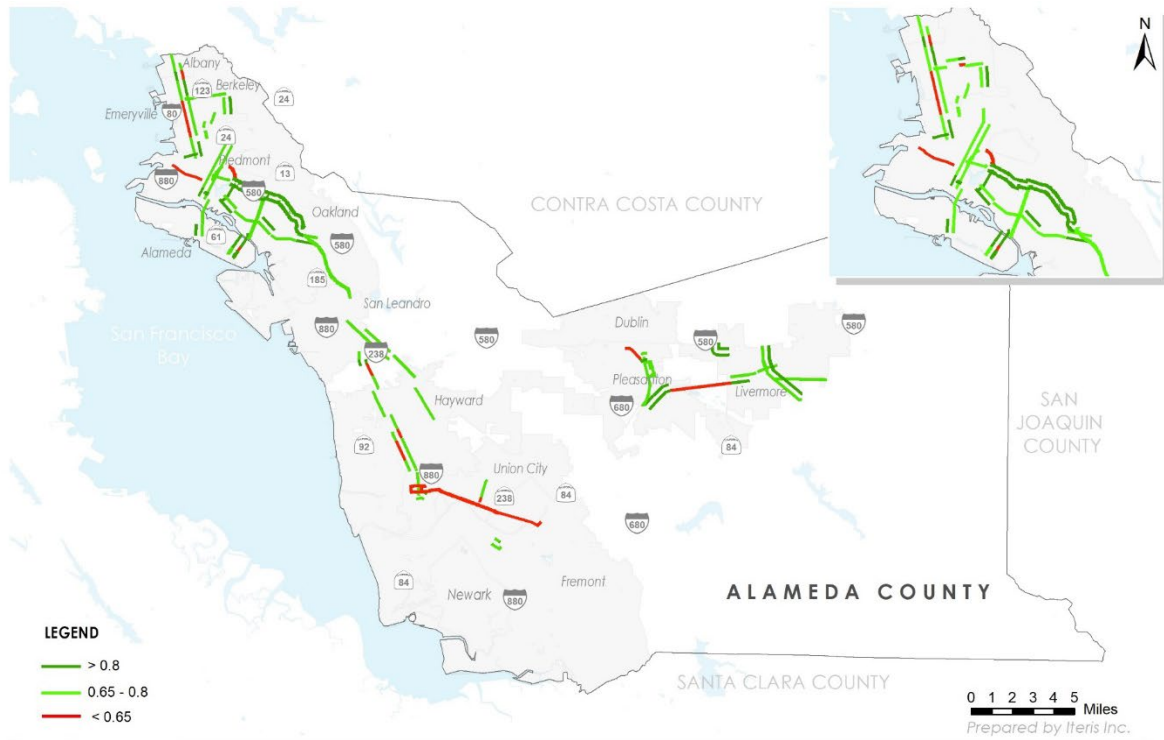 N
Albany
123
Berkeley
24
Emeryville
80
24
Piedmont
880
13
580
Oakland
CONTRA COSTA COUNTY
61
580
Alameda
185
San Leandro
San Francisco
Bay
880
580
Dublin
580
580
238
Pleasanton
Livermore
Hayward
680
SAN
JOAQUIN
COUNTY
92
84
Union City
880
238
84
680
84
Newark
880
Fremont
ALAMEDA COUNTY
LEGEND
> 0.8
0.65 - 0.8
< 0.65
SANTA CLARA COUNTY
0 1 2 3 4 5
Miles
Prepared by Iteris Inc.